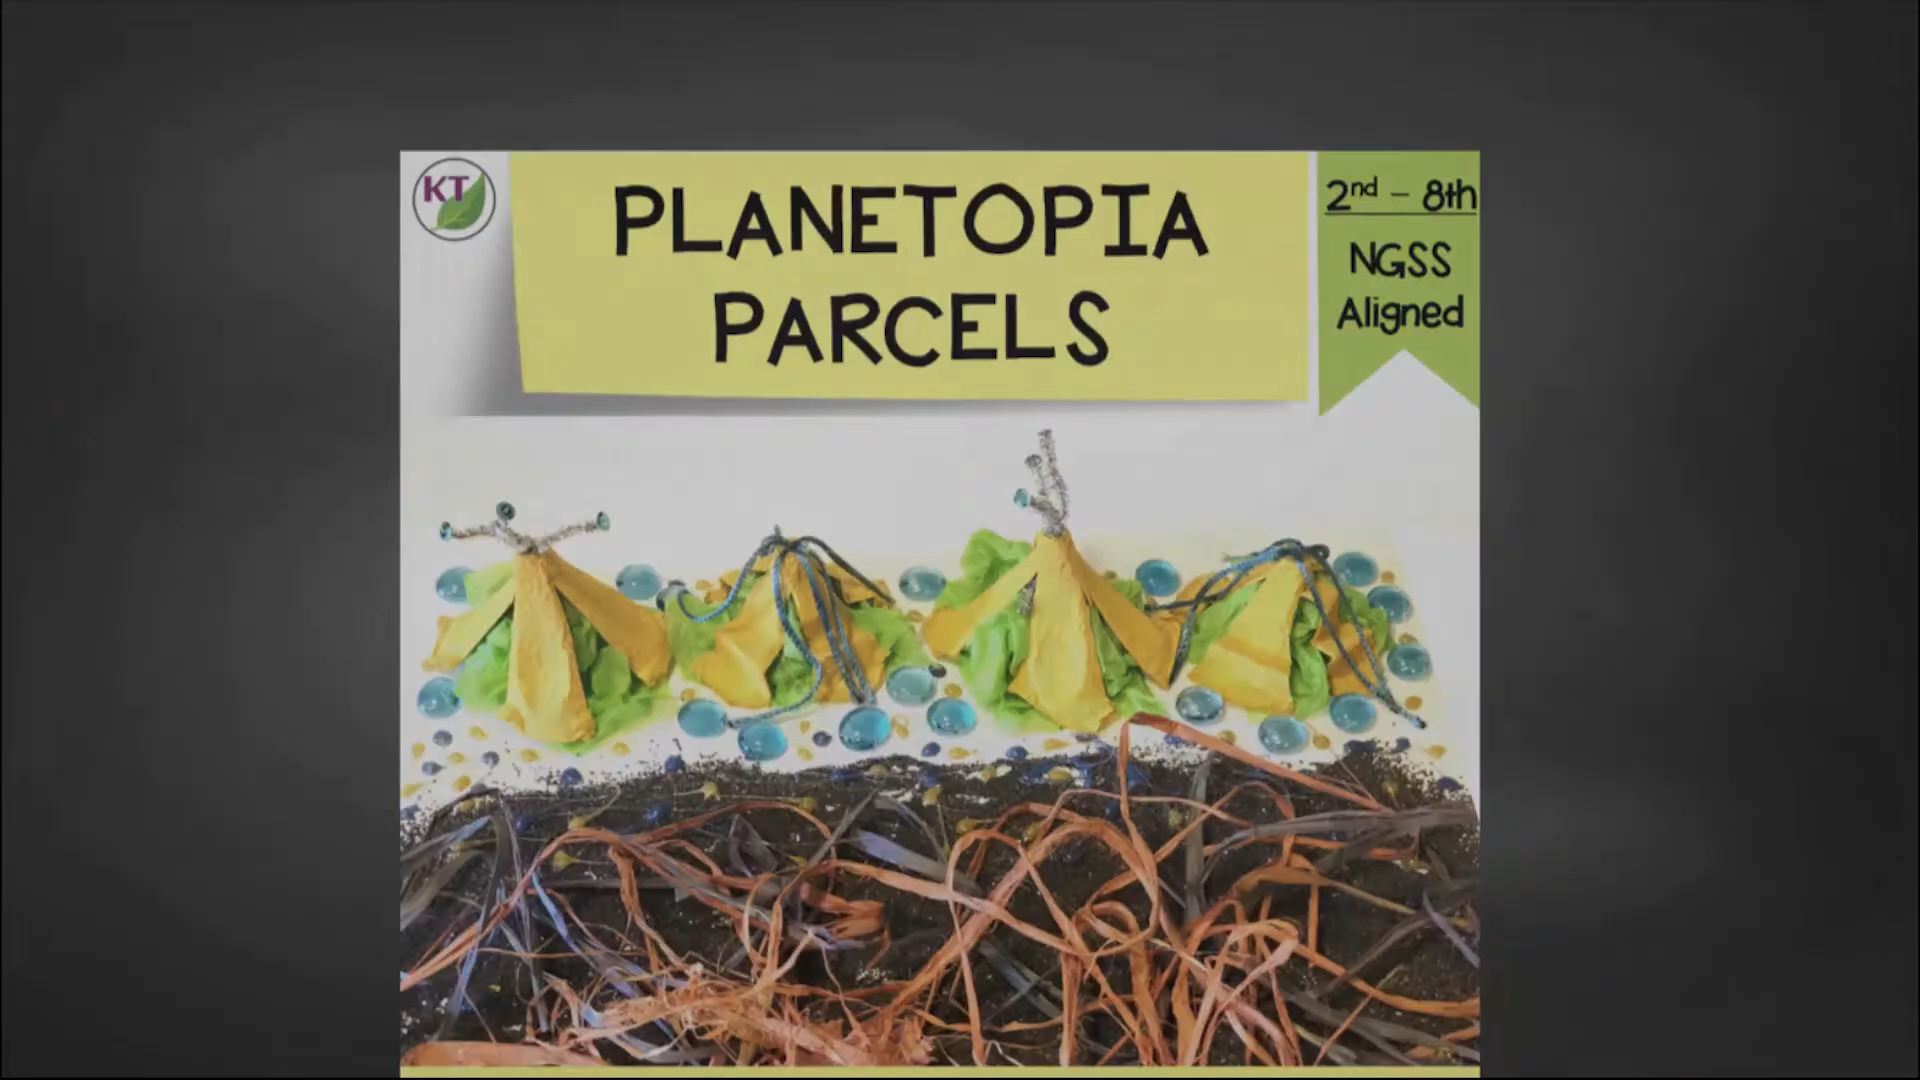 KT
PLANETOPIA
PARCELS
2nd – 8th
NGSS
Aligned